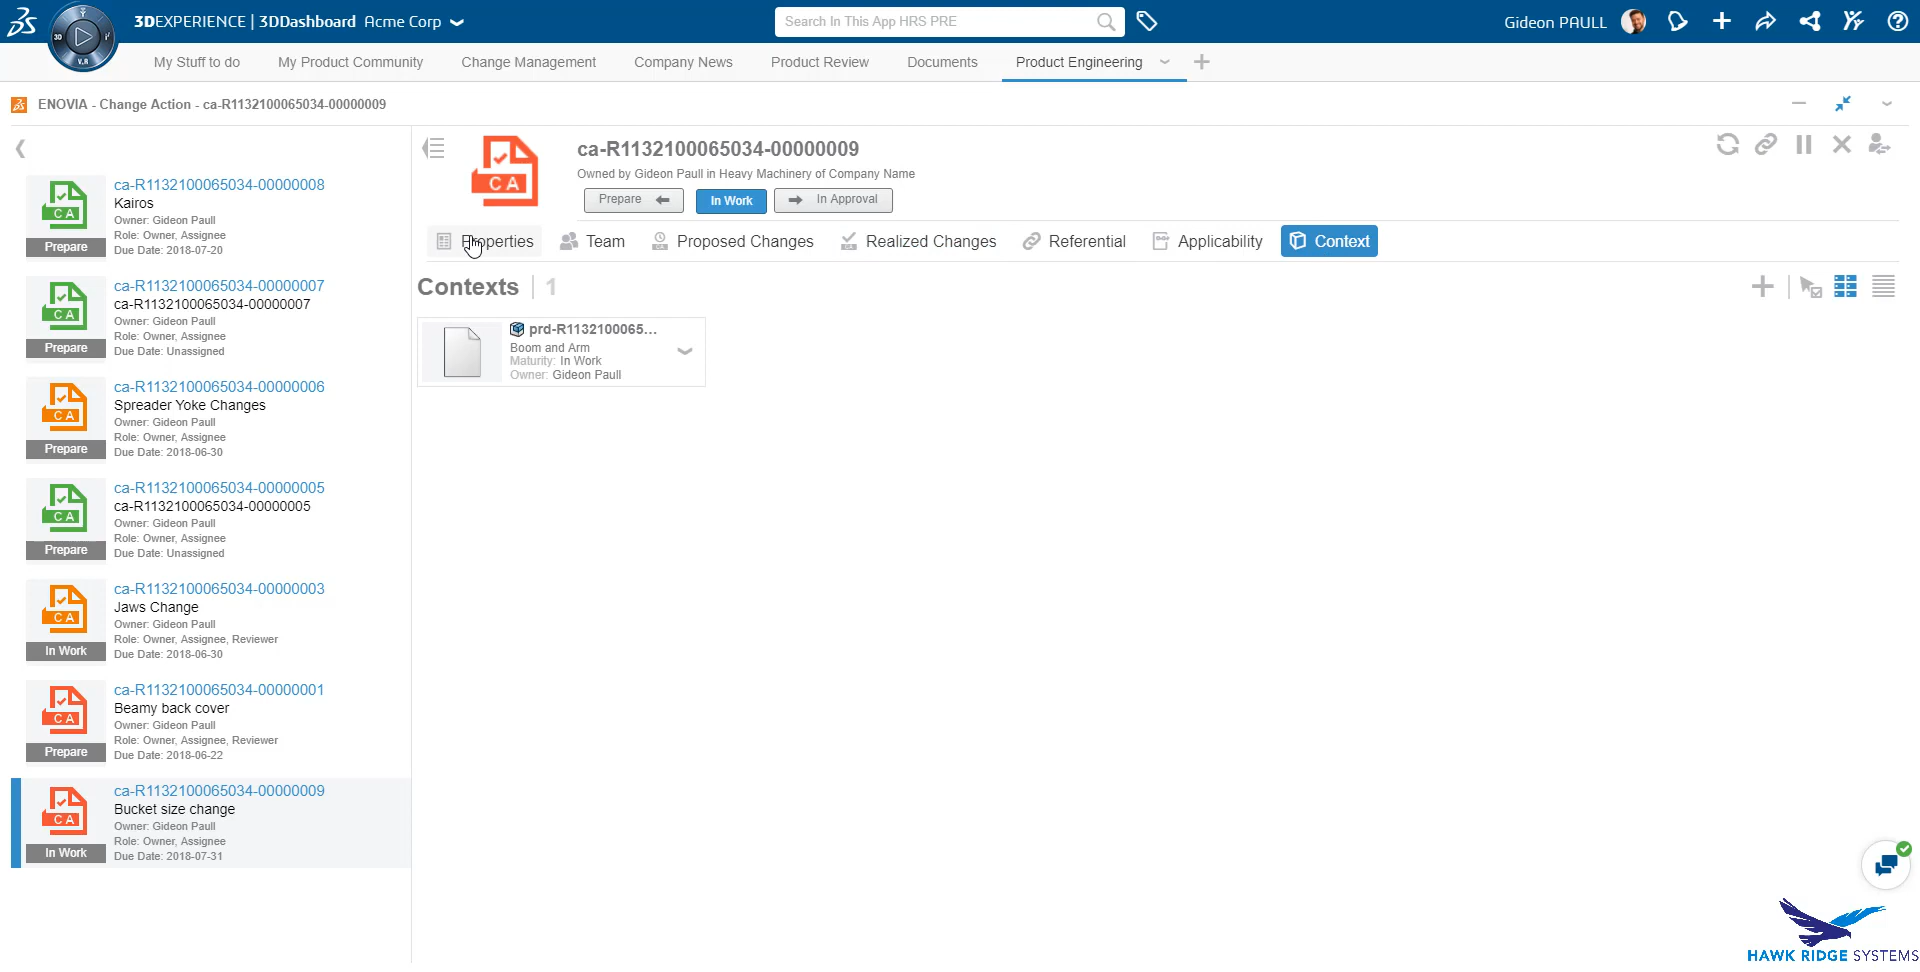 3DEXPERIENCE | 3DDashboard Acme Corp
Search In This App HRS PRE
Gideon PAULL
3D
V.R
My Stuff to do
My Product Community
Change Management
Company News
Product Review
Documents
Product Engineering
ENOVIA - Change Action - ca-R1132100065034-00000009
CA
Prepare
ca-R1132100065034-00000008
Kairos
Owner: Gideon Paull
Role: Owner, Assignee
Due Date: 2018-07-20
CA
Prepare
ca-R1132100065034-00000007
ca-R1132100065034-00000007
Owner: Gideon Paull
Role: Owner, Assignee
Due Date: Unassigned
CA
Prepare
ca-R1132100065034-00000006
Spreader Yoke Changes
Owner: Gideon Paull
Role: Owner, Assignee
Due Date: 2018-06-30
CA
Prepare
ca-R1132100065034-00000005
ca-R1132100065034-00000005
Owner: Gideon Paull
Role: Owner, Assignee
Due Date: Unassigned
CA
In Work
ca-R1132100065034-00000003
Jaws Change
Owner: Gideon Paull
Role: Owner, Assignee, Reviewer
Due Date: 2018-06-30
CA
Prepare
ca-R1132100065034-00000001
Beamy back cover
Owner: Gideon Paull
Role: Owner, Assignee, Reviewer
Due Date: 2018-06-22
CA
In Work
ca-R1132100065034-00000009
Bucket size change
Owner: Gideon Paull
Role: Owner, Assignee
Due Date: 2018-07-31
CA
ca-R1132100065034-00000009
Owned by Gideon Paull in Heavy Machinery of Company Name
Prepare
In Work
In Approval
Properties
Team
Proposed Changes
Realized Changes
Referential
Applicability
Context
Contexts | 1
prd-R1132100065...
Boom and Arm
Maturity: In Work
Owner: Gideon Paull
HAWK RIDGE SYSTEMS